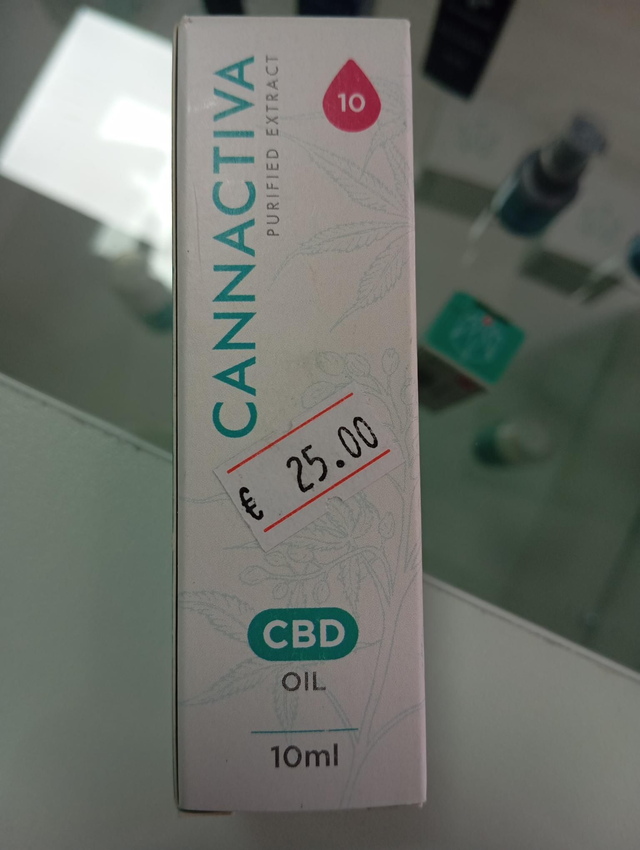 10
CANNACTIVA
PURIFIED EXTRACT
€ 25.00
CBD
OIL
10ml